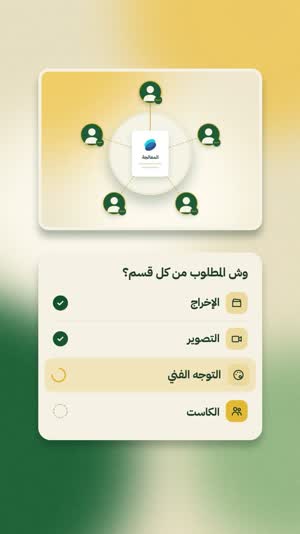 المعالجة
وش المطلوب من كل قسم؟
الإخراج
التصوير
التوجه الفني
الكاست